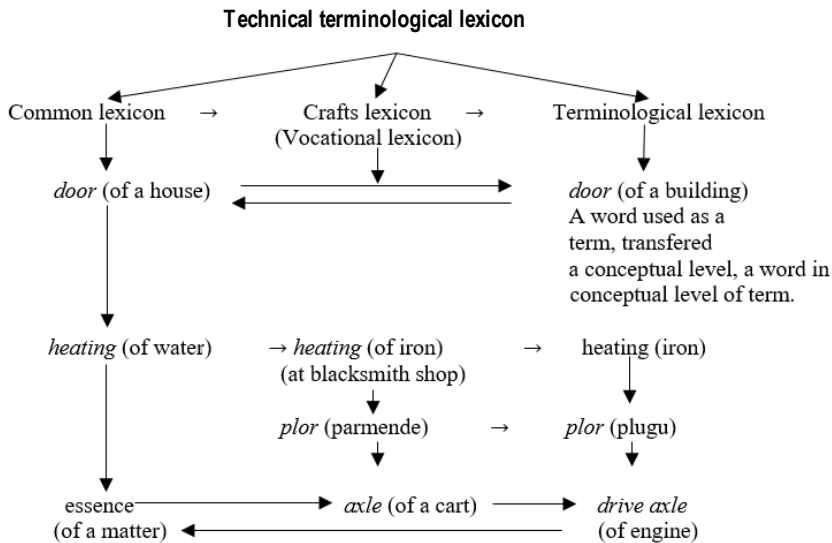 Technical terminological lexicon
Common lexicon → Crafts lexicon → Terminological lexicon
(Vocational lexicon)
door (of a house) door (of a building)
A word used as a
term, transfered
a conceptual level, a word in
conceptual level of term.
heating (of water) → heating (of iron) → heating (iron)
(at blacksmith shop)
plor (parmende) → plor (plugu)
essence axle (of a cart) drive axle
(of a matter) (of engine)